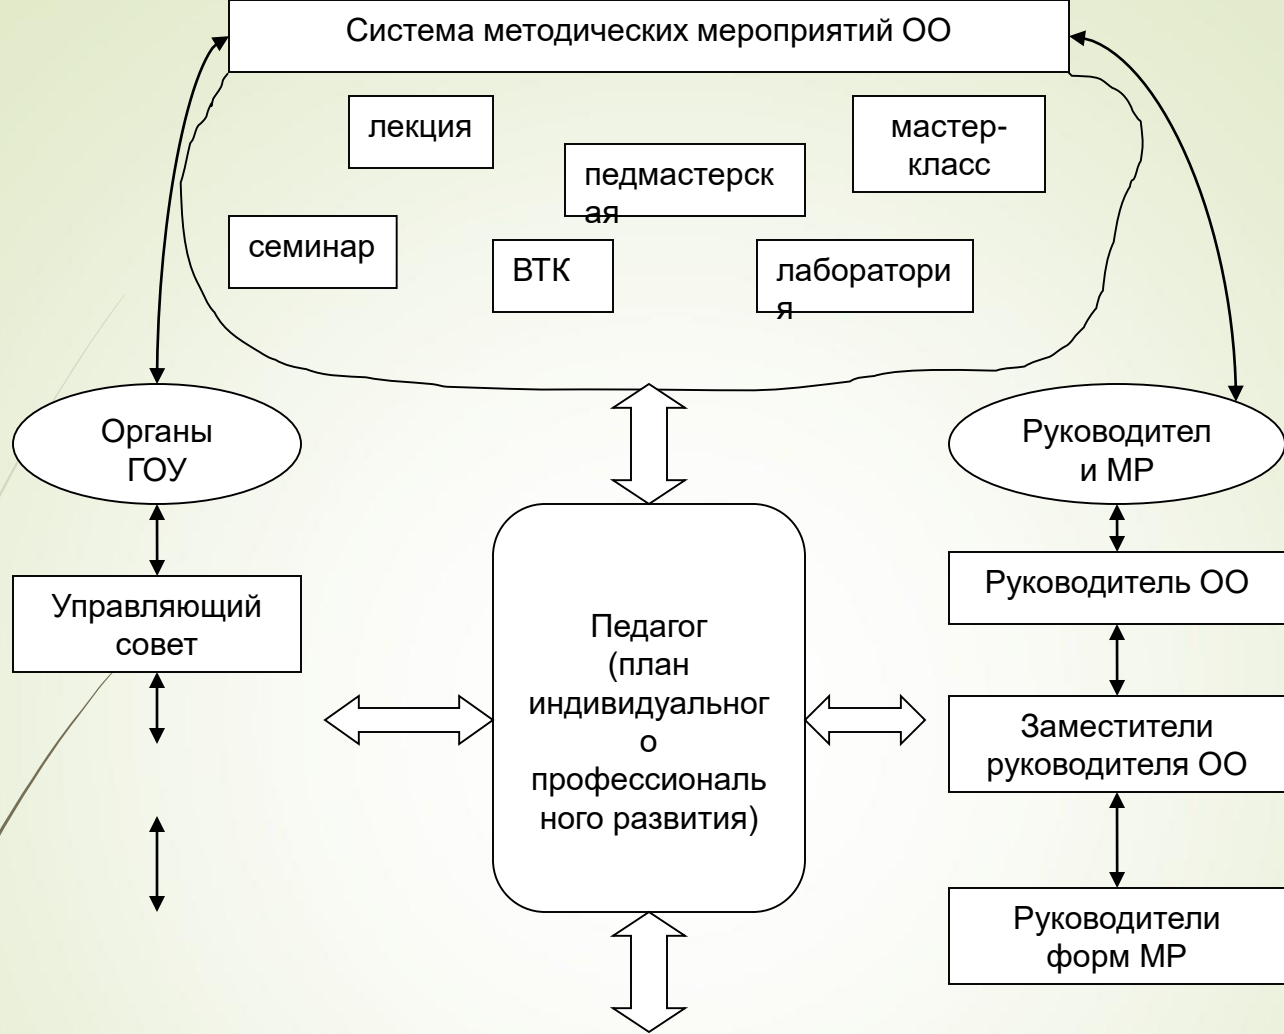 Система методических мероприятий ОО
лекция
мастер-
класс
педмастерск
ая
семинар
ВТК
лаборатори
я
Органы
ГОУ
Руководител
и МР
Управляющий
совет
Педагог
(план
индивидуальног
о
профессиональ
ного развития)
Руководитель ОО
Заместители
руководителя ОО
Руководители
форм МР